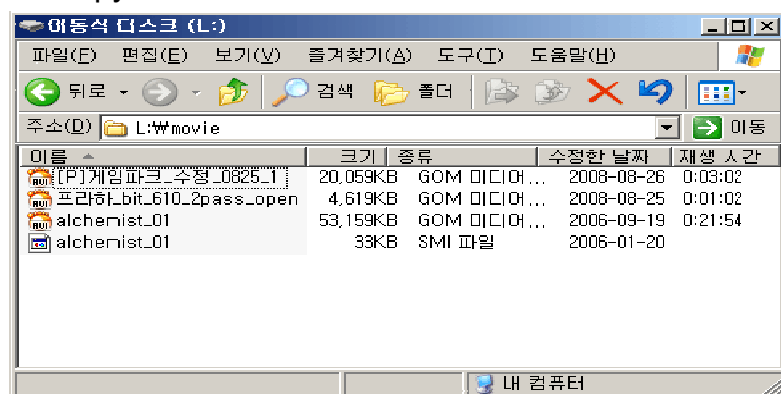 이동식 디스크 (L:)
파일(F) 편집(E) 보기(V) 즐겨찾기(A) 도구(T) 도움말(H)
뒤로 검색 폴더
주소(D) L:₩movie 이동
이름 크기 종류 수정한 날짜 재생 시간
[P]게임파크_수정_0825_1 20,059KB GOM 미디어... 2008-08-26 0:03:02
프라하_bit_610_2pass_open 4,619KB GOM 미디어... 2008-08-25 0:01:02
alchemist_01 53,159KB GOM 미디어... 2006-09-19 0:21:54
alchemist_01 33KB SMI 파일 2006-01-20
내 컴퓨터